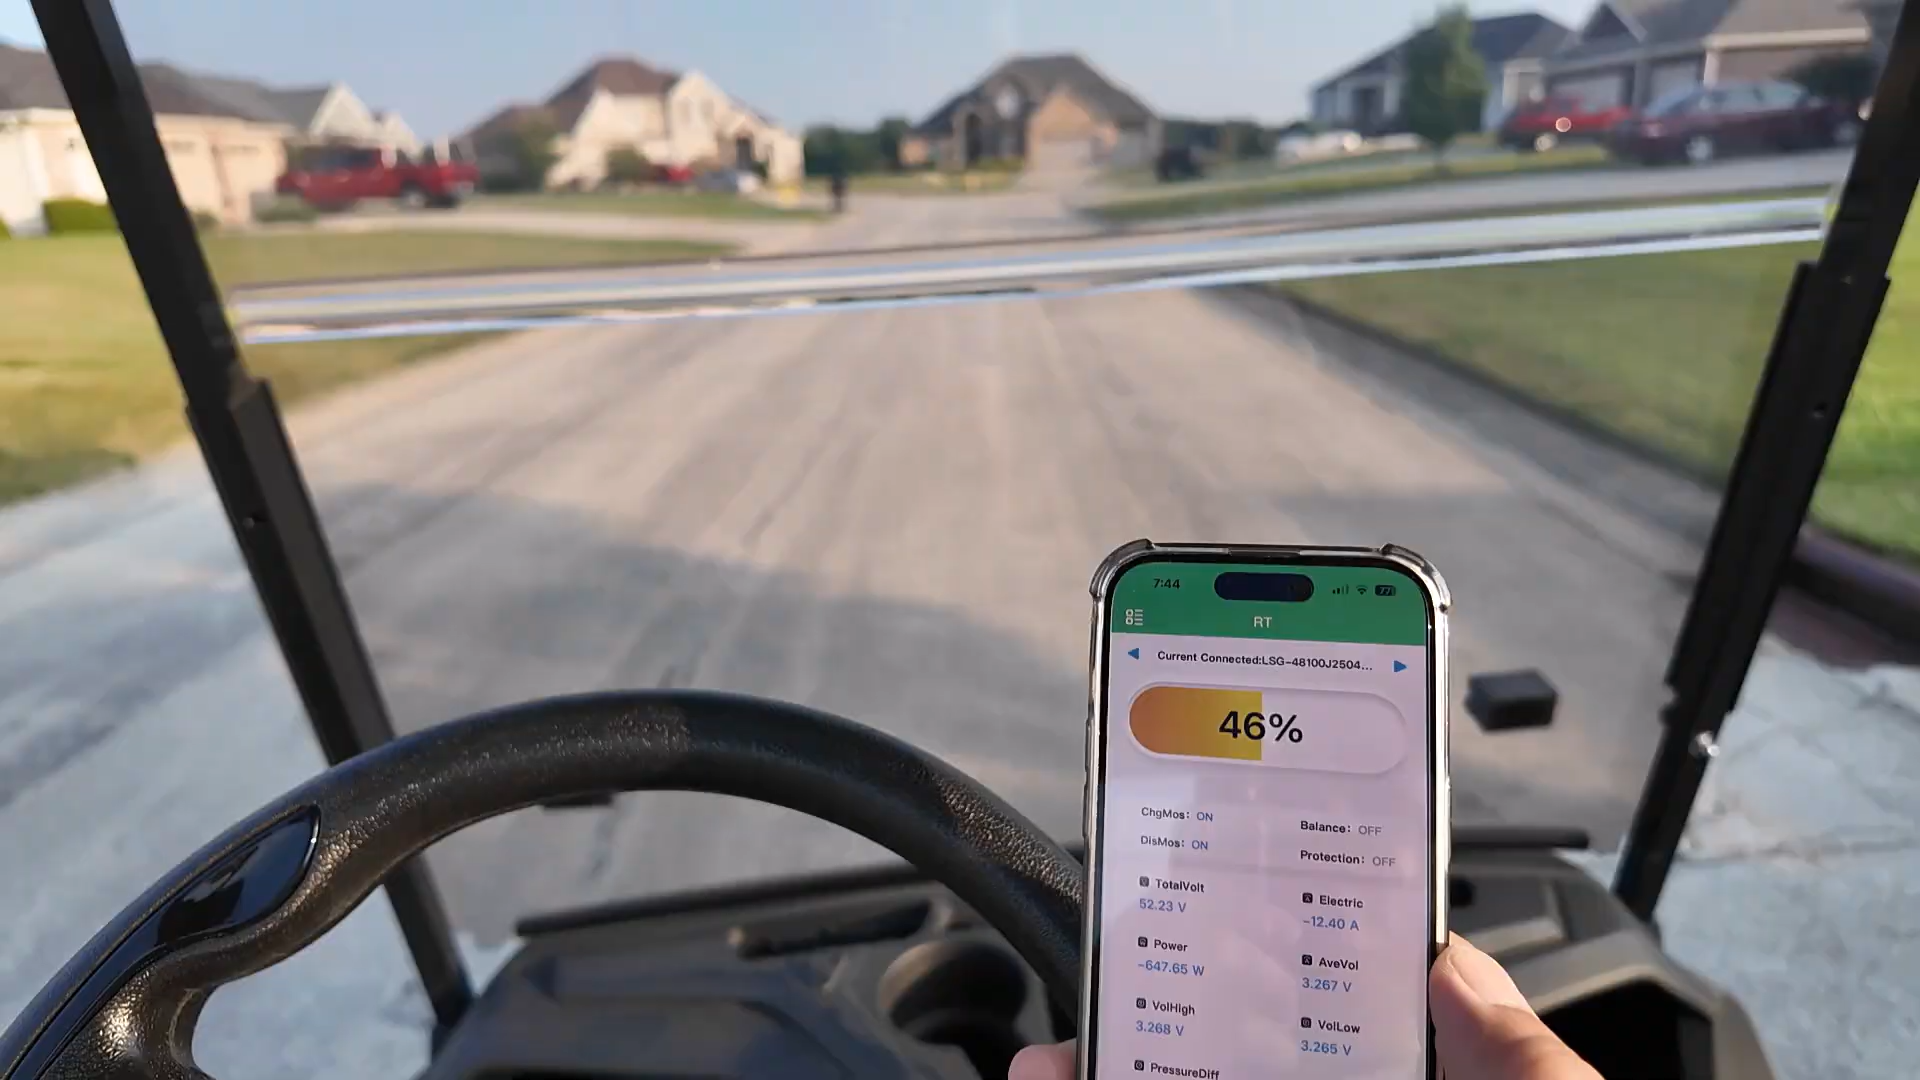 7:44
77
RT
Current Connected:LSG-48100J2504...
46%
ChgMos: ON
Balance: OFF
DisMos: ON
Protection: OFF
TotalVolt
52.23 V
Electric
-12.40 A
Power
-647.65 W
AveVol
3.267 V
VolHigh
3.268 V
VolLow
3.265 V
PressureDiff